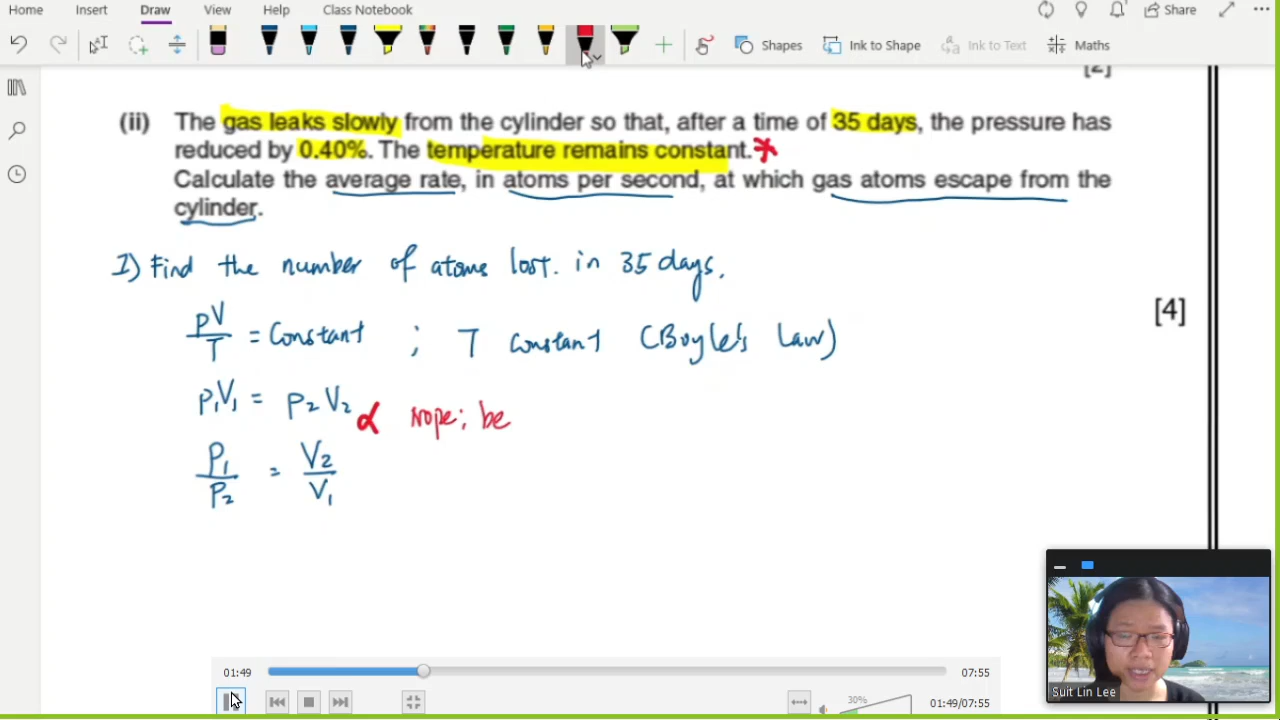 Home Insert Draw View Help Class Notebook Share
Shapes Ink to Shape Ink to Text Maths
[2]
(ii) The gas leaks slowly from the cylinder so that, after a time of 35 days, the pressure has
reduced by 0.40%. The temperature remains constant.*
Calculate the average rate, in atoms per second, at which gas atoms escape from the
cylinder.
I) Find the number of atoms lost. in 35 days.
[4]
pV/T = Constant ; T constant (Boyle's Law)
P₁V₁ = P₂V₂ α nope; be
P₁/P₂ = V₂/V₁
Suit Lin Lee
01:49 07:55
30% 01:49/07:55